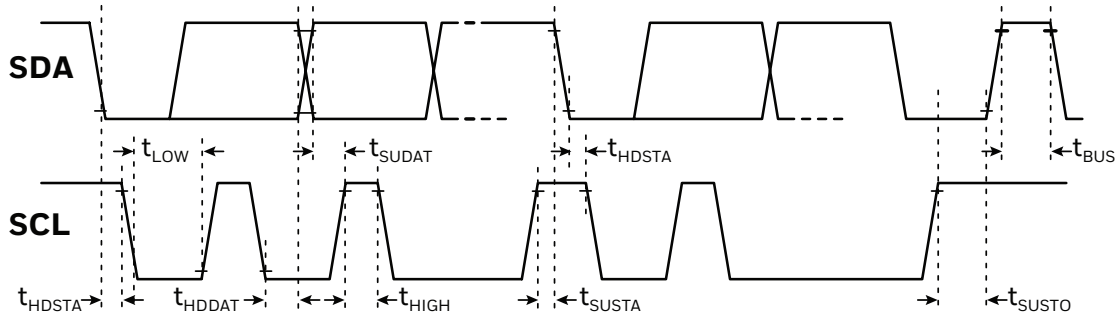 SDA
tLOW tSUDAT tHDSTA tBUS
SCL
tHDSTA tHDDAT tHIGH tSUSTA tSUSTO